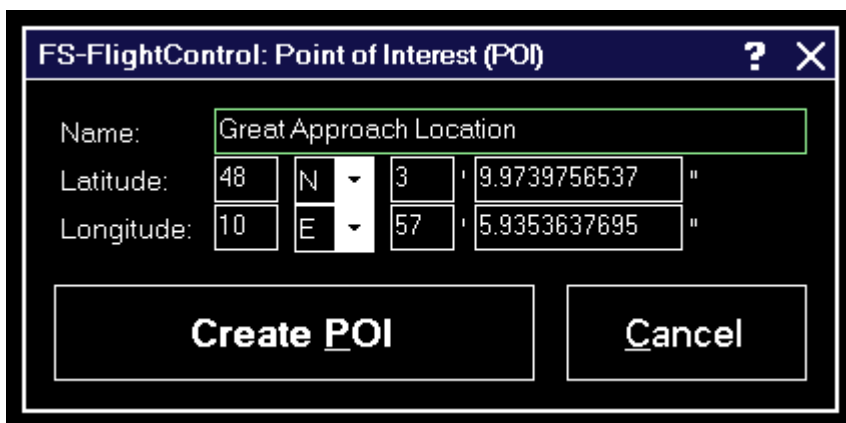 FS-FlightControl: Point of Interest (POI) ? X
Name: Great Approach Location
Latitude: 48 N 3 ' 9.9739756537 "
Longitude: 10 E 57 ' 5.9353637695 "
Create POI Cancel